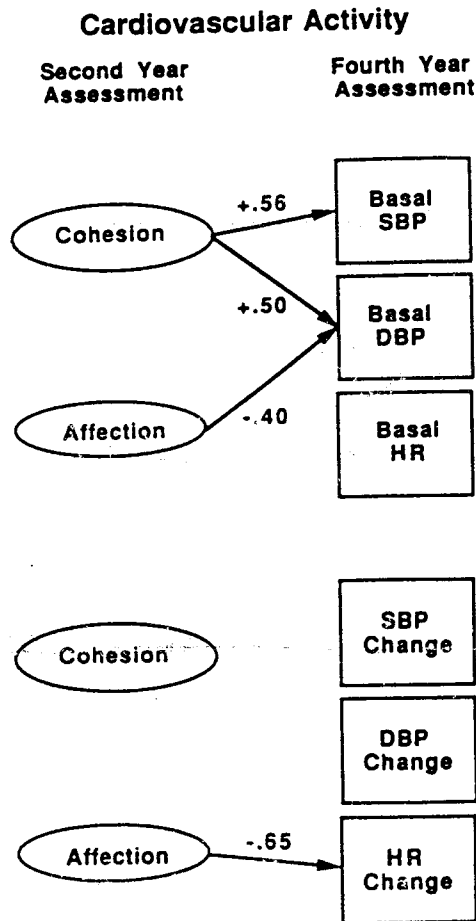 Cardiovascular Activity
Second Year
Assessment
Fourth Year
Assessment
+.56
Basal
SBP
Cohesion
+.50
Basal
DBP
Affection
-.40
Basal
HR
SBP
Change
Cohesion
DBP
Change
-.65
Affection
HR
Change